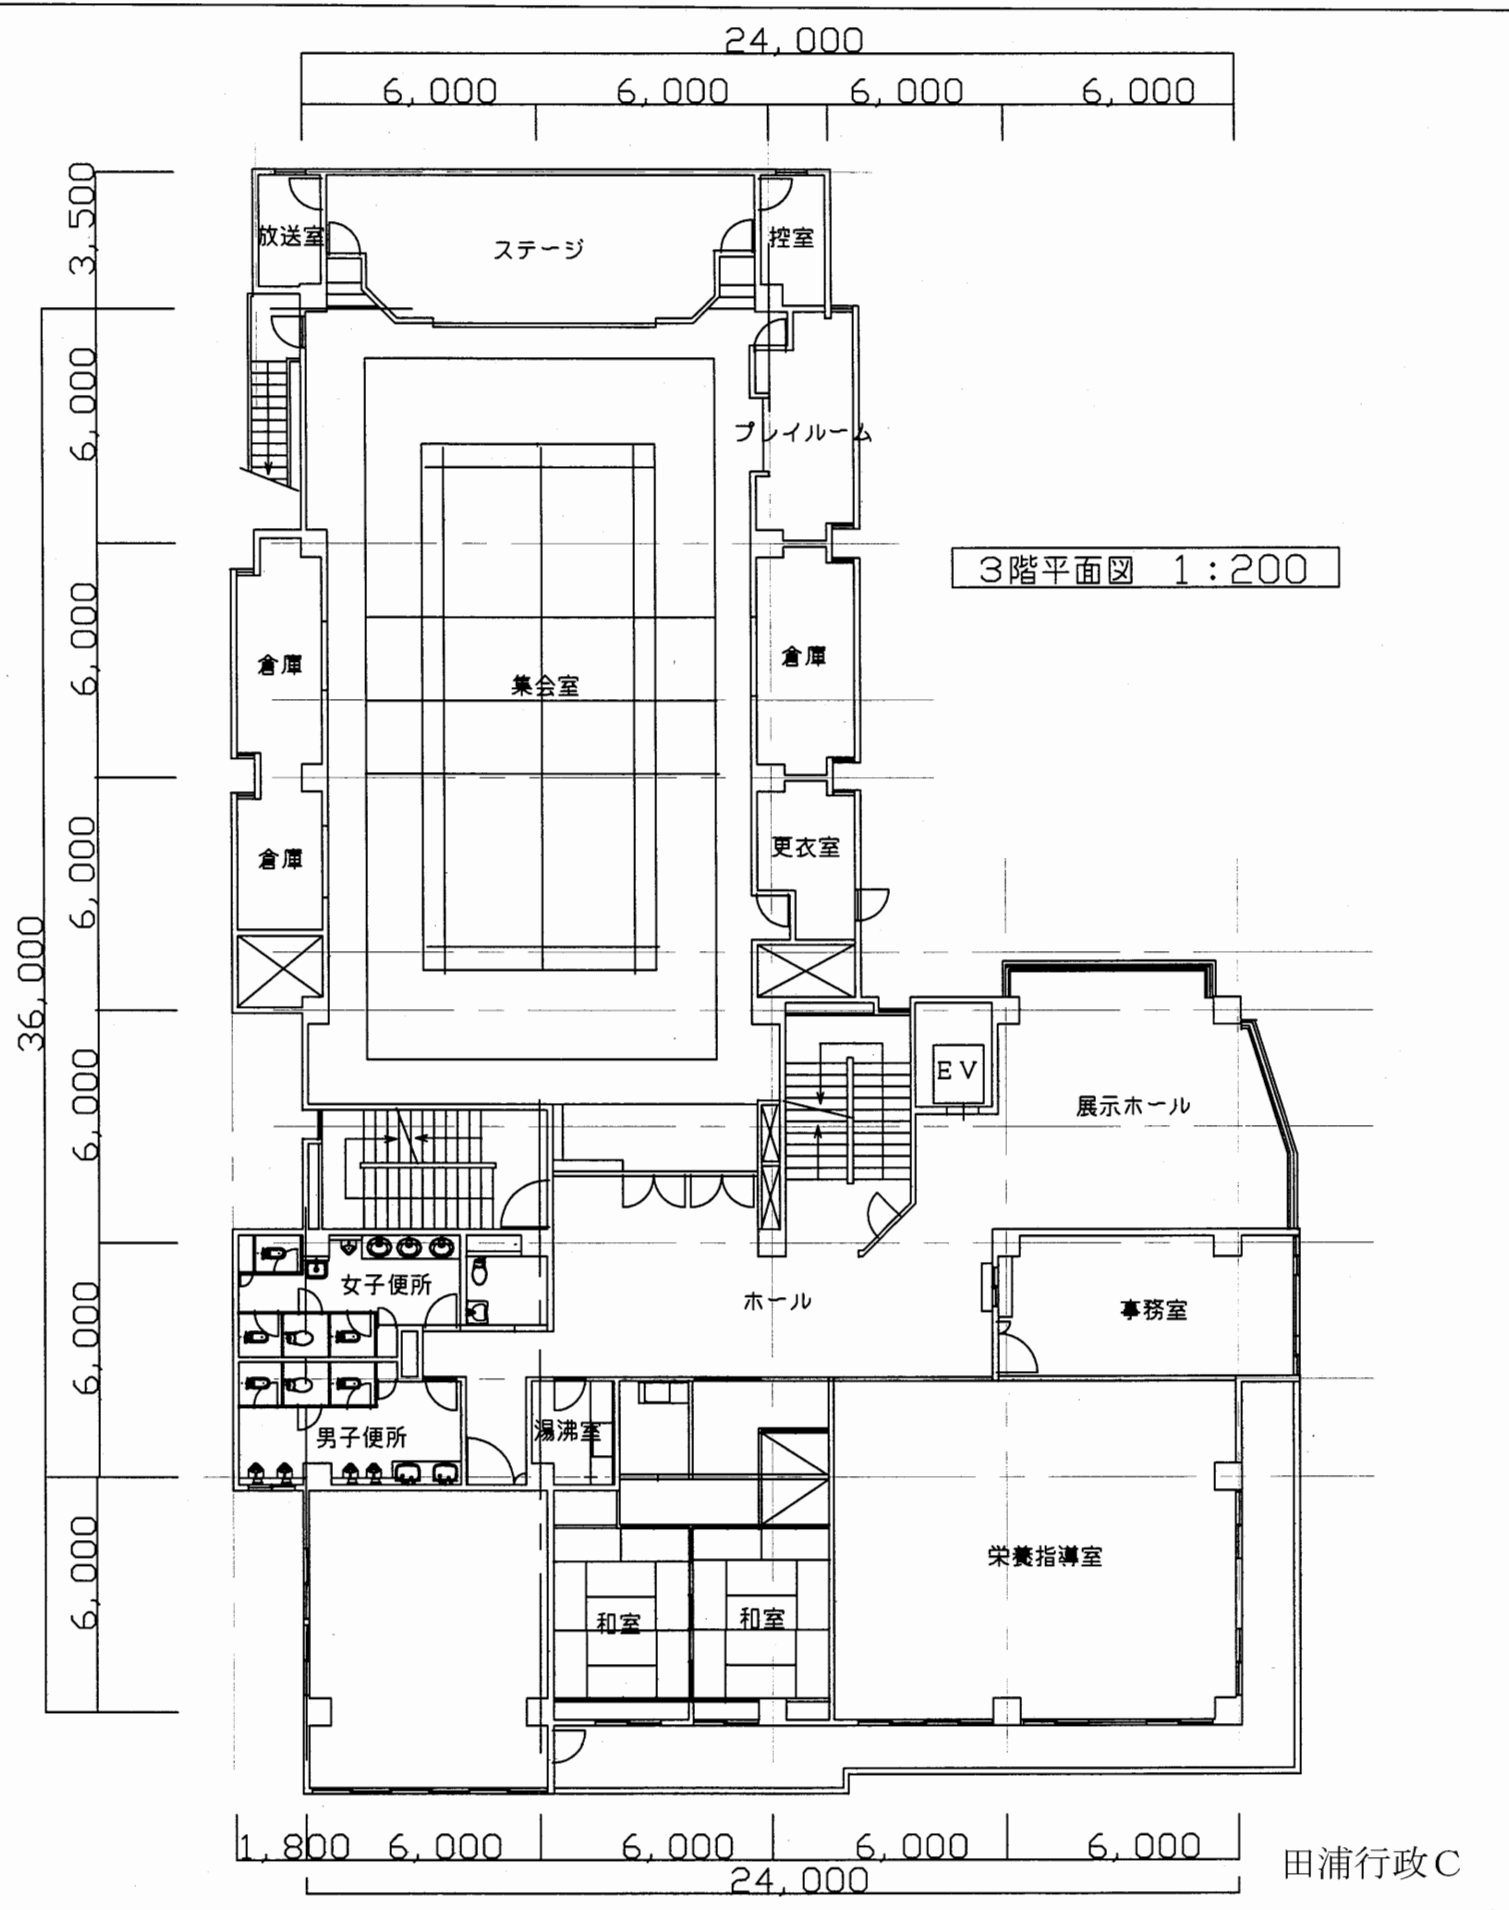 24,000
6,000 6,000 6,000 6,000
3,500
放送室
ステージ
控室
6,000
プレイルーム
3階平面図 1:200
6,000
倉庫
集会室
倉庫
6,000
倉庫
更衣室
36,000
6,000
EV
展示ホール
6,000
女子便所
ホール
事務室
男子便所
湯沸室
6,000
和室
和室
栄養指導室
1,800 6,000 6,000 6,000 6,000
24,000
田浦行政C